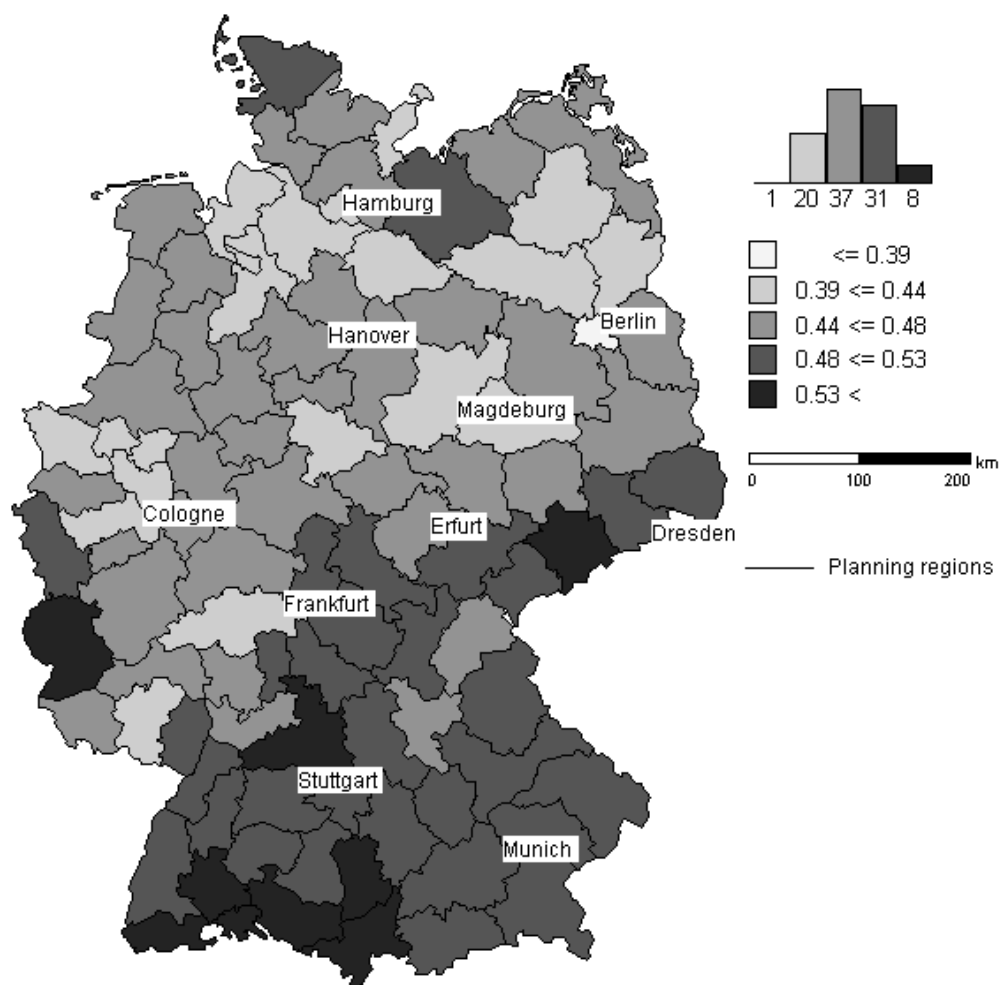 Hamburg
Hanover
Berlin
Magdeburg
Cologne
Erfurt
Dresden
Frankfurt
Stuttgart
Munich
1 20 37 31 8
<= 0.39
0.39 <= 0.44
0.44 <= 0.48
0.48 <= 0.53
0.53 <
km
0 100 200
Planning regions